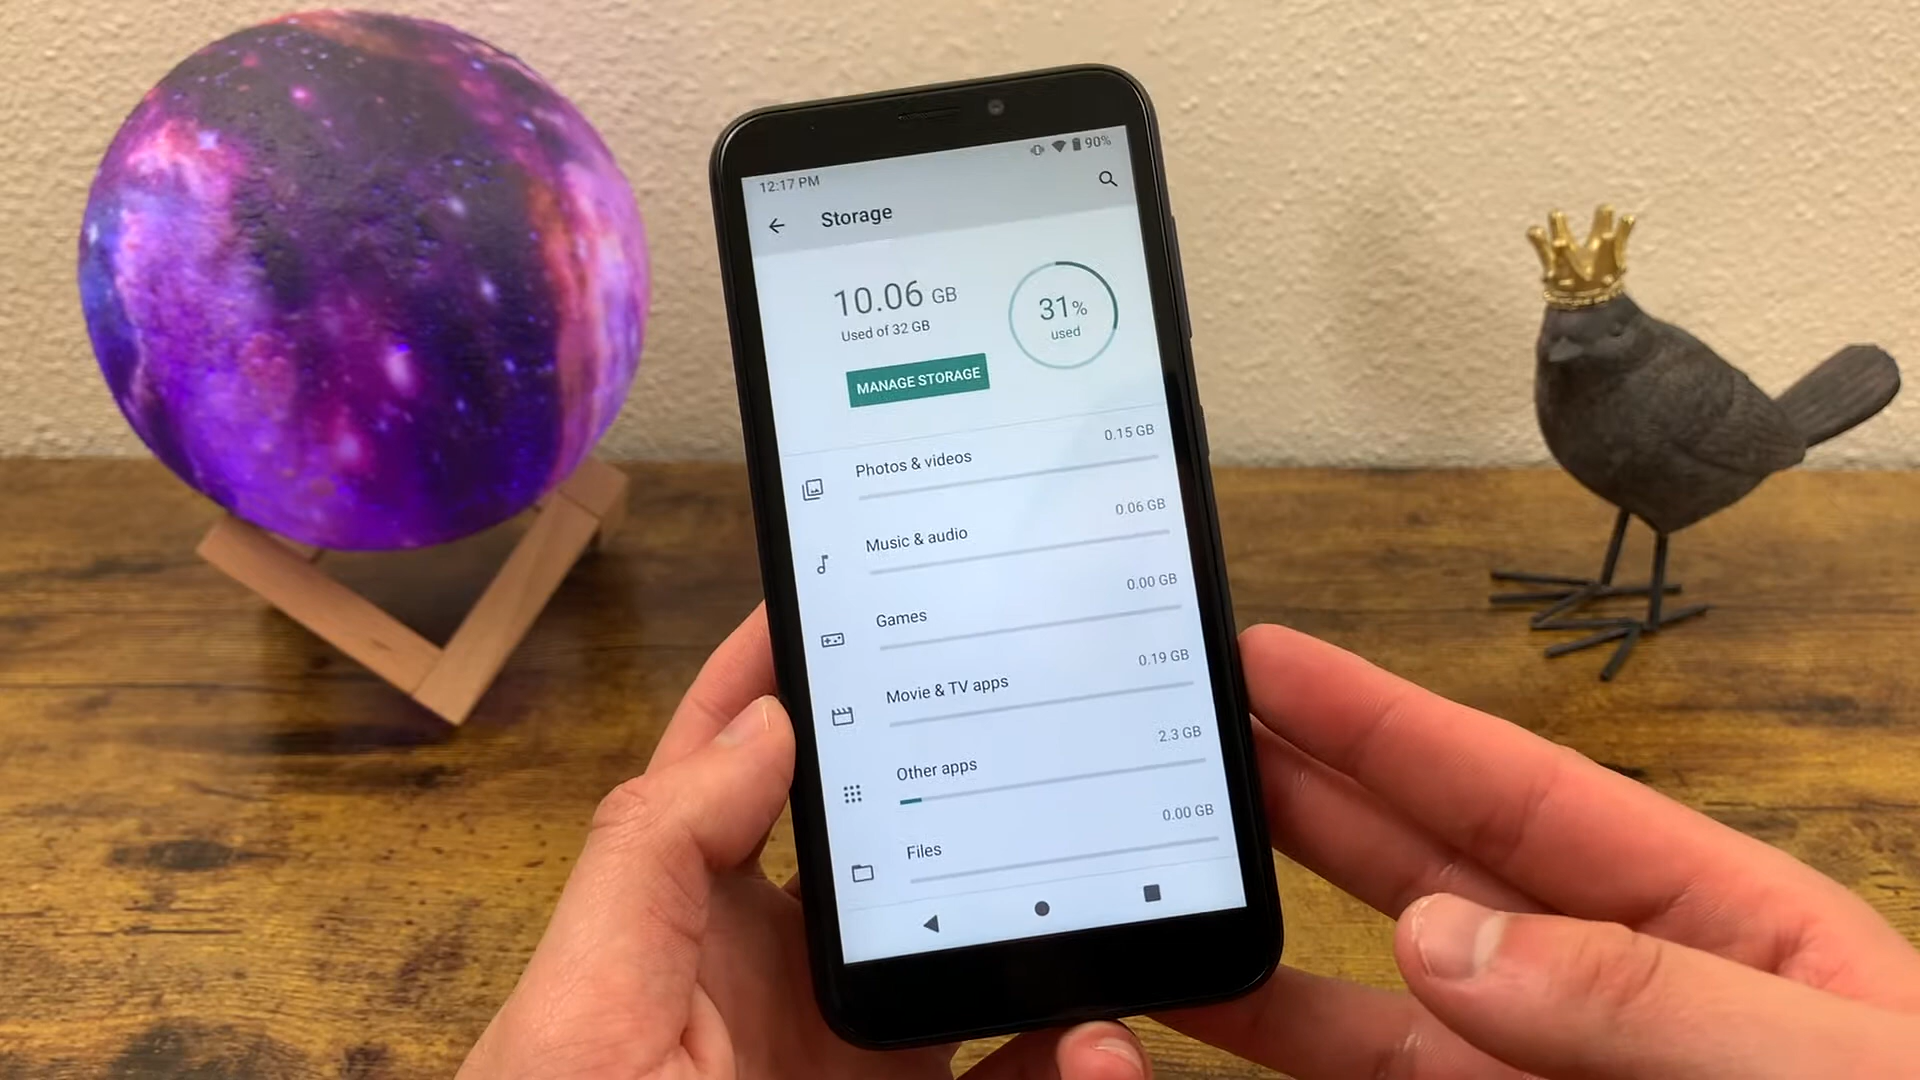 12:17 PM 90%
Storage
10.06 GB
Used of 32 GB
31%
used
MANAGE STORAGE
Photos & videos 0.15 GB
Music & audio 0.06 GB
Games 0.00 GB
Movie & TV apps 0.19 GB
Other apps 2.3 GB
Files 0.00 GB